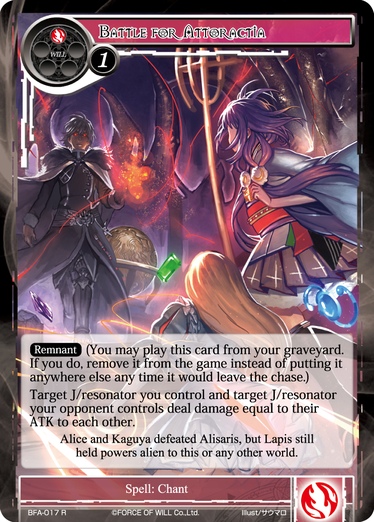 Battle for Attoractia
WILL
1
Remnant (You may play this card from your graveyard.
If you do, remove it from the game instead of putting it
anywhere else any time it would leave the chase.)
Target J/resonator you control and target J/resonator
your opponent controls deal damage equal to their
ATK to each other.
Alice and Kaguya defeated Alisaris, but Lapis still
held powers alien to this or any other world.
Spell: Chant
BFA-017 R ©FORCE OF WILL Co.,Ltd. Illust/サウマロ